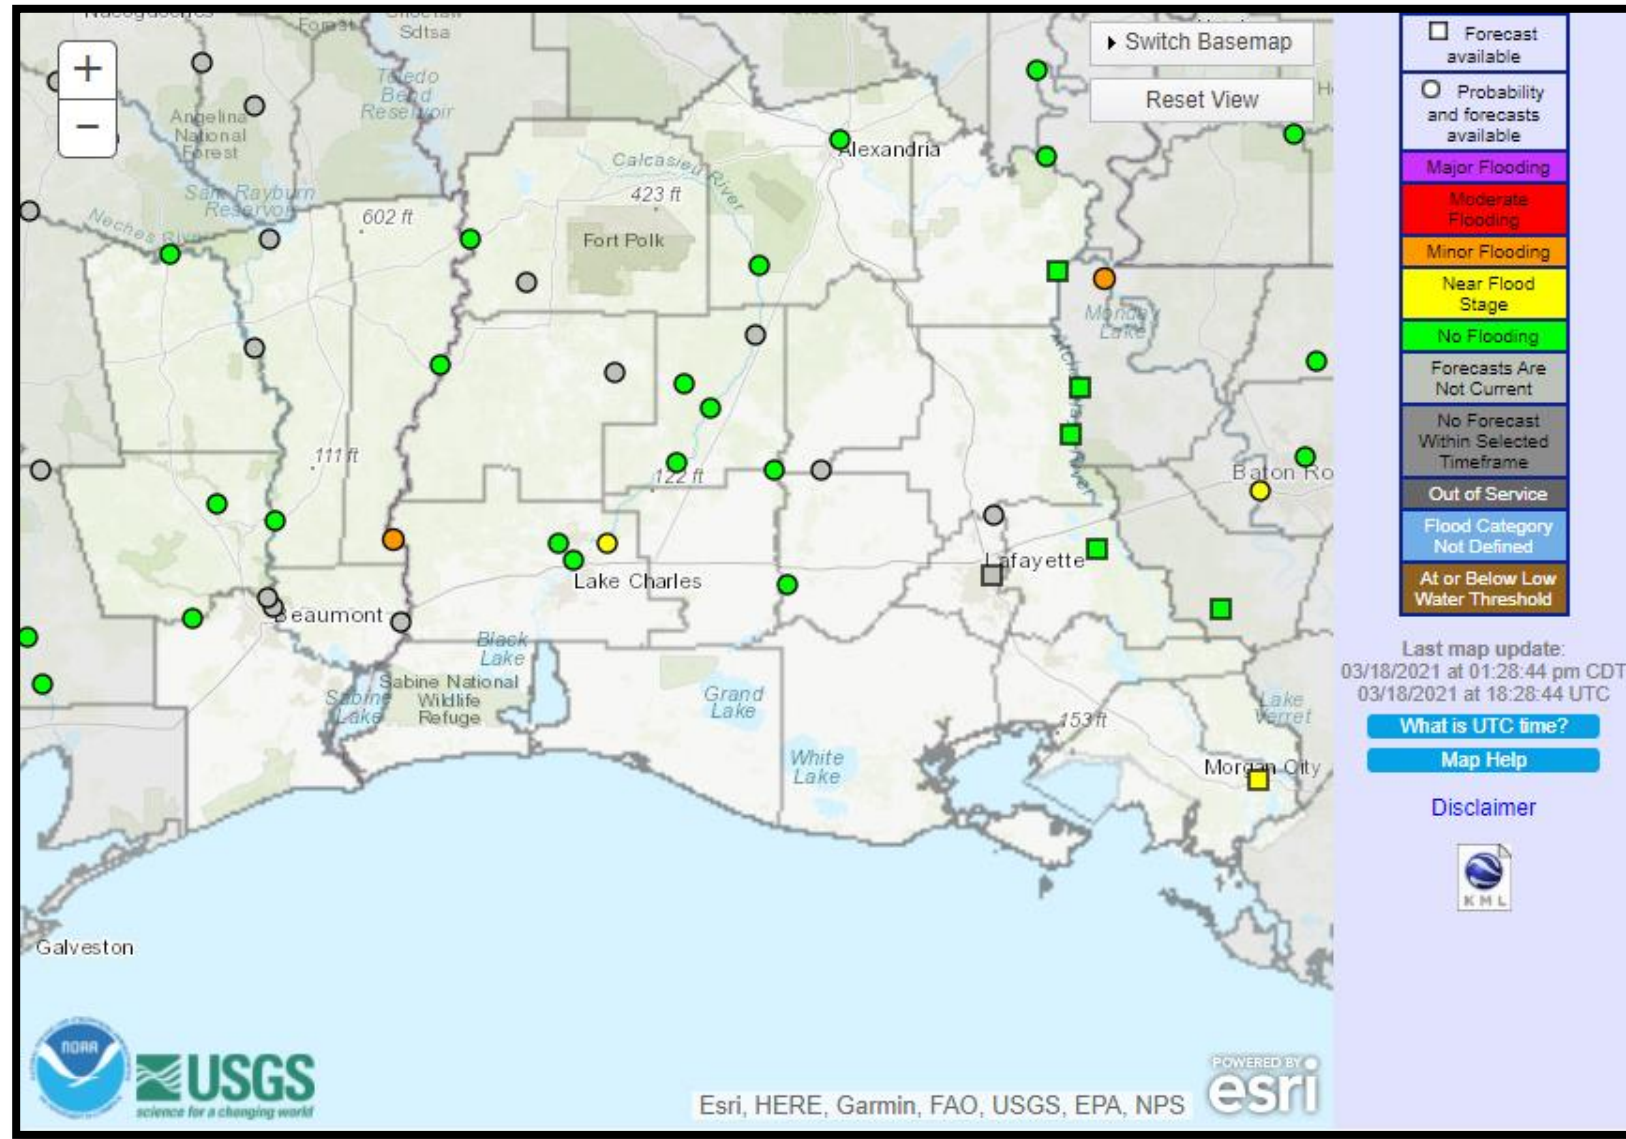 Forest
Sdtsa
Toledo
Bend
Reservoir
Angelina
National
Forest
Sam Rayburn
Reservoir
Neches River
602 ft
Calcasieu River
423 ft
Fort Polk
Alexandria
Monday
Lake
111 ft
122 ft
Baton Ro
Lafayette
Lake Charles
Beaumont
Black
Lake
Sabine National
Wildlife
Refuge
Sabine
Lake
Grand
Lake
White
Lake
153 ft
Lake
Verret
Morgan City
Galveston
+
−
Switch Basemap
Reset View
NOAA
USGS
science for a changing world
Esri, HERE, Garmin, FAO, USGS, EPA, NPS
POWERED BY
esri
Forecast
available
Probability
and forecasts
available
Major Flooding
Moderate
Flooding
Minor Flooding
Near Flood
Stage
No Flooding
Forecasts Are
Not Current
No Forecast
Within Selected
Timeframe
Out of Service
Flood Category
Not Defined
At or Below Low
Water Threshold
Last map update:
03/18/2021 at 01:28:44 pm CDT
03/18/2021 at 18:28:44 UTC
What is UTC time?
Map Help
Disclaimer
KML